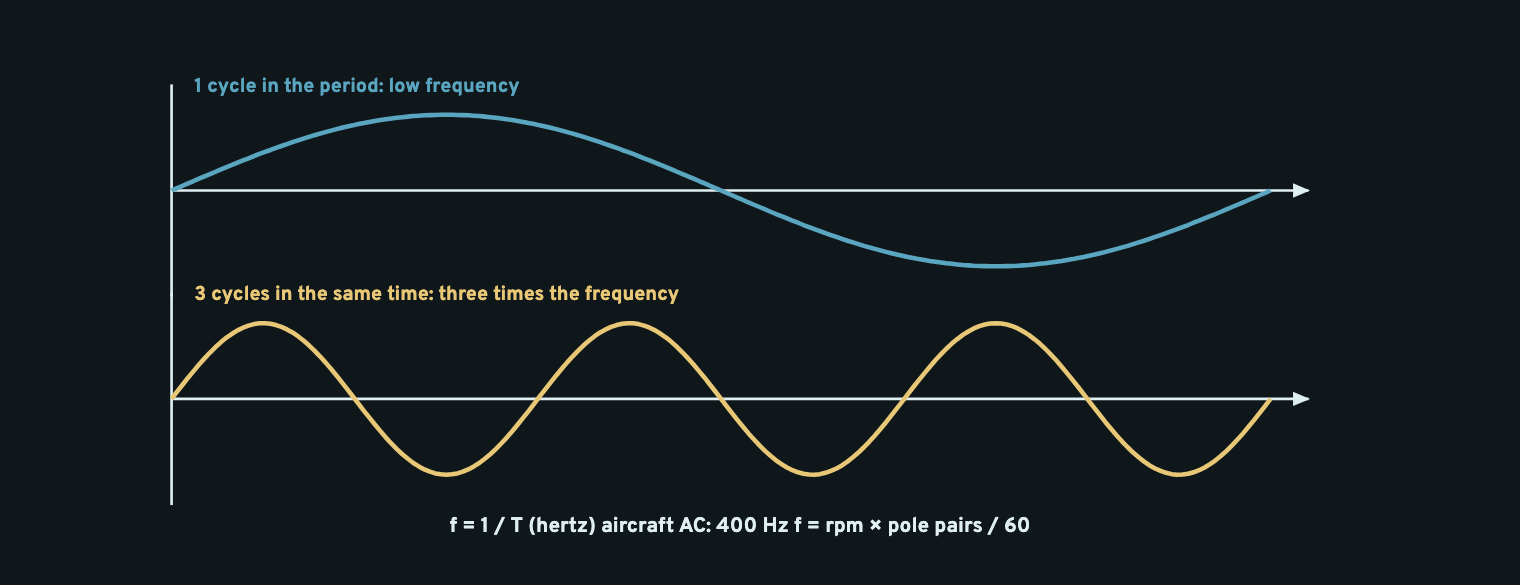 1 cycle in the period: low frequency
3 cycles in the same time: three times the frequency
f = 1 / T (hertz) aircraft AC: 400 Hz f = rpm × pole pairs / 60